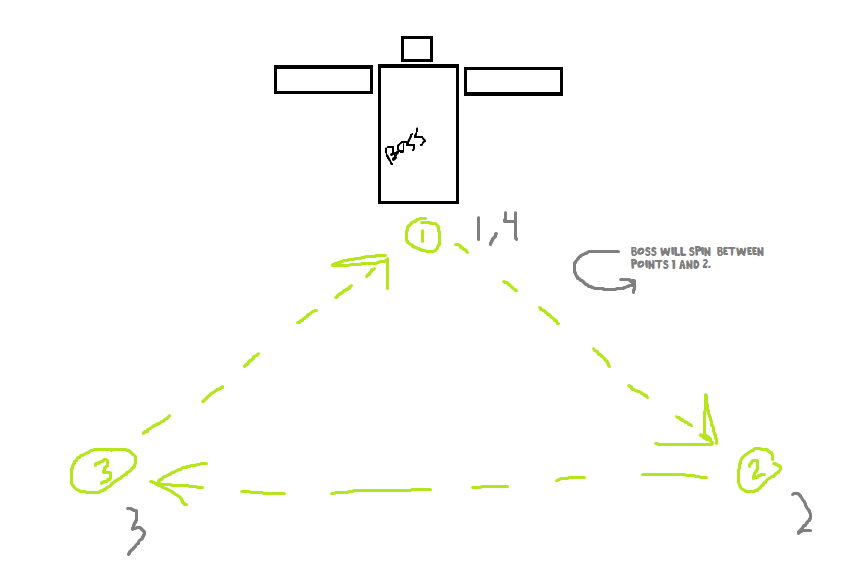 BOSS
1
1,4
BOSS WILL SPIN BETWEEN
POINTS 1 AND 2.
3
2
3
2